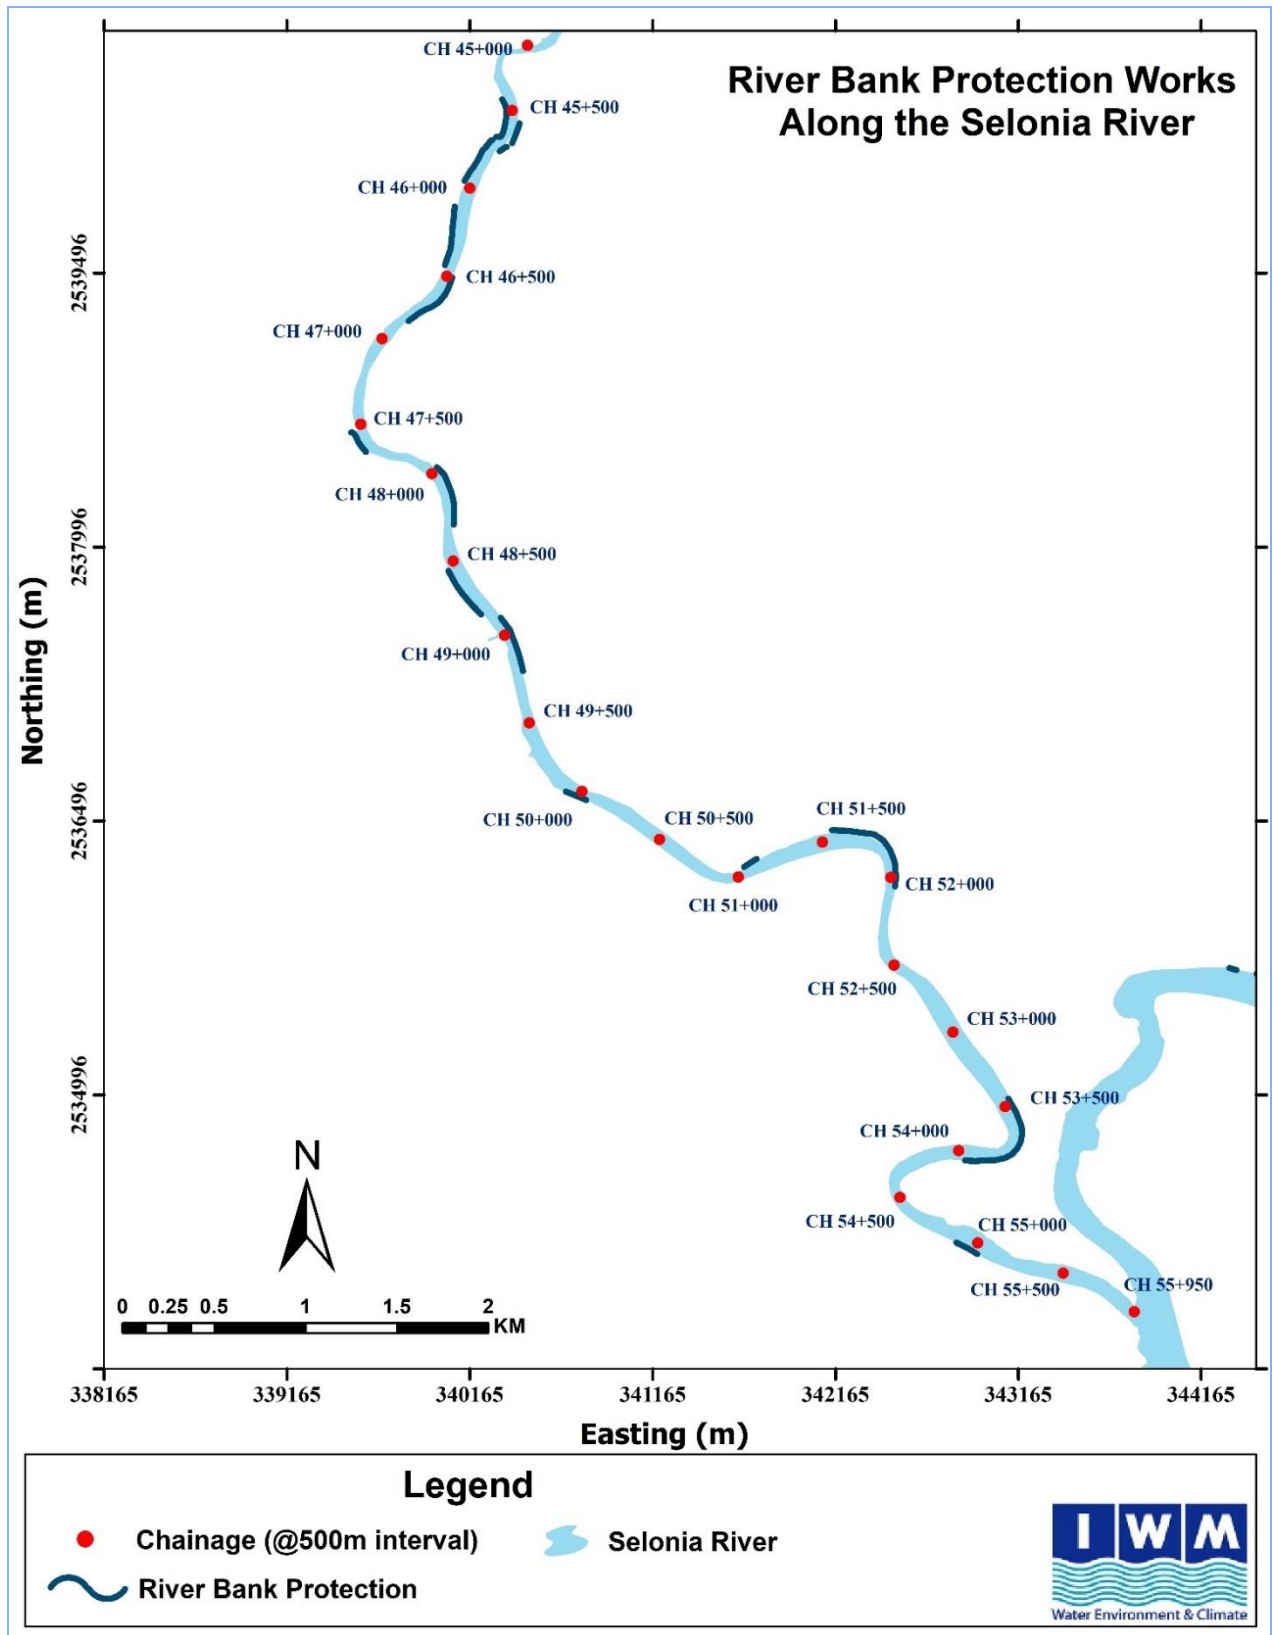 River Bank Protection Works
Along the Selonia River
CH 45+000
CH 45+500
CH 46+000
CH 46+500
CH 47+000
CH 47+500
CH 48+000
CH 48+500
CH 49+000
CH 49+500
CH 50+000
CH 50+500
CH 51+000
CH 51+500
CH 52+000
CH 52+500
CH 53+000
CH 53+500
CH 54+000
CH 54+500
CH 55+000
CH 55+500
CH 55+950
Northing (m)
2539496
2537996
2536496
2534996
N
0 0.25 0.5 1 1.5 2
KM
338165 339165 340165 341165 342165 343165 344165
Easting (m)
Legend
Chainage (@500m interval)
Selonia River
River Bank Protection
IWM
Water Environment & Climate